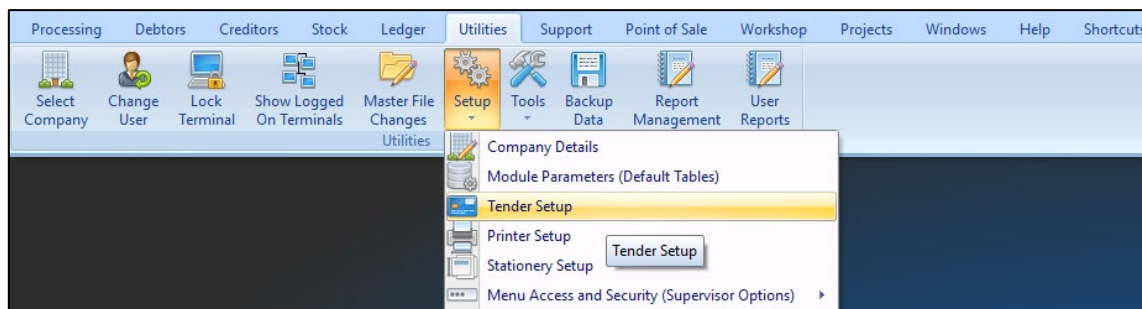 Processing Debtors Creditors Stock Ledger Utilities Support Point of Sale Workshop Projects Windows Help Shortcuts
Select Change Lock Show Logged Master File Setup Tools Backup Report User
Company User Terminal On Terminals Changes Data Management Reports
Utilities
Company Details
Module Parameters (Default Tables)
Tender Setup
Printer Setup
Tender Setup
Stationery Setup
Menu Access and Security (Supervisor Options)